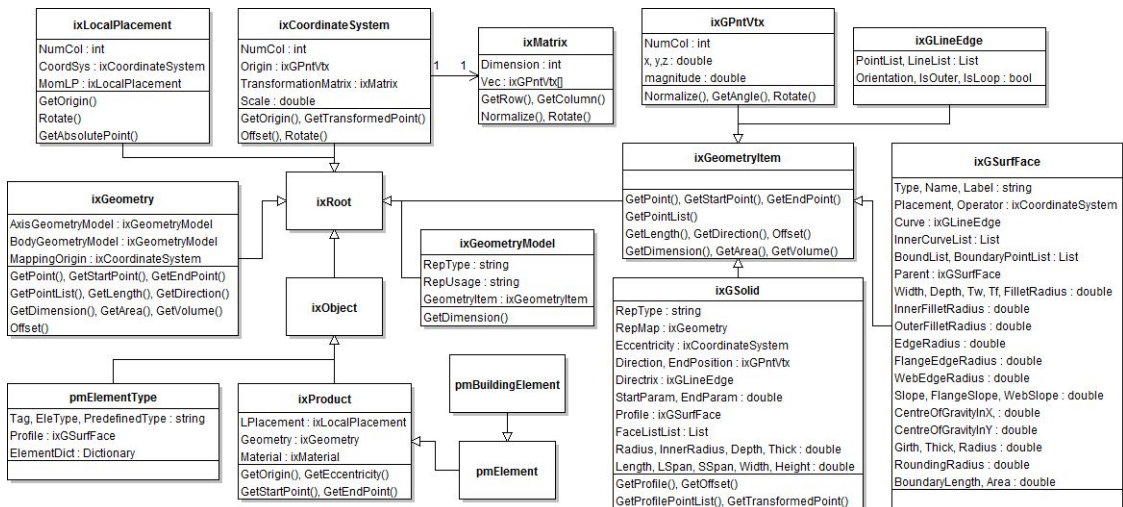 ixLocalPlacement
NumCol : int
CoordSys : ixCoordinateSystem
MomLP : ixLocalPlacement
GetOrigin()
Rotate()
GetAbsolutePoint()
ixCoordinateSystem
NumCol : int
Origin : ixGPntVtx
TransformationMatrix : ixMatrix
Scale : double
GetOrigin(), GetTransformedPoint()
Offset(), Rotate()
1
1
ixMatrix
Dimension : int
Vec : ixGPntVtx[]
GetRow(), GetColumn()
Normalize(), Rotate()
ixGPntVtx
NumCol : int
x, y,z : double
magnitude : double
Normalize(), GetAngle(), Rotate()
ixGLineEdge
PointList, LineList : List
Orientation, IsOuter, IsLoop : bool
ixGeometry
AxisGeometryModel : ixGeometryModel
BodyGeometryModel : ixGeometryModel
MappingOrigin : ixCoordinateSystem
GetPoint(), GetStartPoint(), GetEndPoint()
GetPointList(), GetLength(), GetDirection()
GetDimension(), GetArea(), GetVolume()
Offset()
ixRoot
ixObject
ixGeometryModel
RepType : string
RepUsage : string
GeometryItem : ixGeometryItem
GetDimension()
ixGeometryItem
GetPoint(), GetStartPoint(), GetEndPoint()
GetPointList()
GetLength(), GetDirection(), Offset()
GetDimension(), GetArea(), GetVolume()
ixGSurfFace
Type, Name, Label : string
Placement, Operator : ixCoordinateSystem
Curve : ixGLineEdge
InnerCurveList : List
BoundList, BoundaryPointList : List
Parent : ixGSurfFace
Width, Depth, Tw, Tf, FilletRadius : double
InnerFilletRadius : double
OuterFilletRadius : double
EdgeRadius : double
FlangeEdgeRadius : double
WebEdgeRadius : double
Slope, FlangeSlope, WebSlope : double
CentreOfGravityInX, : double
CentreOfGravityInY : double
Girth, Thick, Radius : double
RoundingRadius : double
BoundaryLength, Area : double
pmElementType
Tag, EleType, PredefinedType : string
Profile : ixGSurfFace
ElementDict : Dictionary
ixProduct
LPlacement : ixLocalPlacement
Geometry : ixGeometry
Material : ixMaterial
GetOrigin(), GetEccentricity()
GetStartPoint(), GetEndPoint()
pmBuildingElement
pmElement
ixGSolid
RepType : string
RepMap : ixGeometry
Eccentricity : ixCoordinateSystem
Direction, EndPosition : ixGPntVtx
Directrix : ixGLineEdge
StartParam, EndParam : double
Profile : ixGSurfFace
FaceListList : List
Radius, InnerRadius, Depth, Thick : double
Length, LSpan, SSpan, Width, Height : double
GetProfile(), GetOffset()
GetProfilePointList(), GetTransformedPoint()